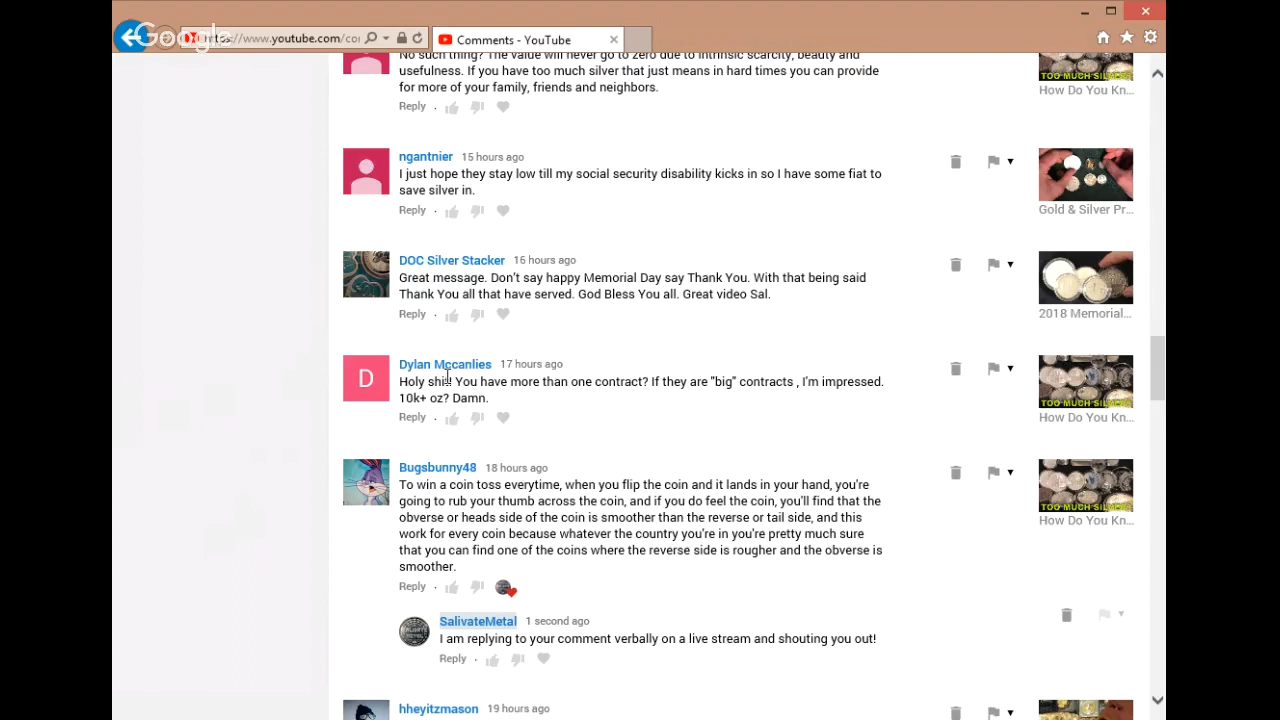 Google
https://www.youtube.com/co
Comments - YouTube
No such thing? The value will never go to zero due to intrinsic scarcity, beauty and
usefulness. If you have too much silver that just means in hard times you can provide
for more of your family, friends and neighbors.
Reply
TOO MUCH SILVER?
How Do You Kn...
ngantnier 15 hours ago
I just hope they stay low till my social security disability kicks in so I have some fiat to
save silver in.
Reply
Gold & Silver Pr...
DOC Silver Stacker 16 hours ago
Great message. Don't say happy Memorial Day say Thank You. With that being said
Thank You all that have served. God Bless You all. Great video Sal.
Reply
2018 Memorial...
D
Dylan Mccanlies 17 hours ago
Holy shi!! You have more than one contract? If they are "big" contracts , I'm impressed.
10k+ oz? Damn.
Reply
TOO MUCH SILVER?
How Do You Kn...
Bugsbunny48 18 hours ago
To win a coin toss everytime, when you flip the coin and it lands in your hand, you're
going to rub your thumb across the coin, and if you do feel the coin, you'll find that the
obverse or heads side of the coin is smoother than the reverse or tail side, and this
work for every coin because whatever the country you're in you're pretty much sure
that you can find one of the coins where the reverse side is rougher and the obverse is
smoother.
Reply
TOO MUCH SILVER?
How Do You Kn...
SalivateMetal 1 second ago
I am replying to your comment verbally on a live stream and shouting you out!
Reply
hheyitzmason 19 hours ago